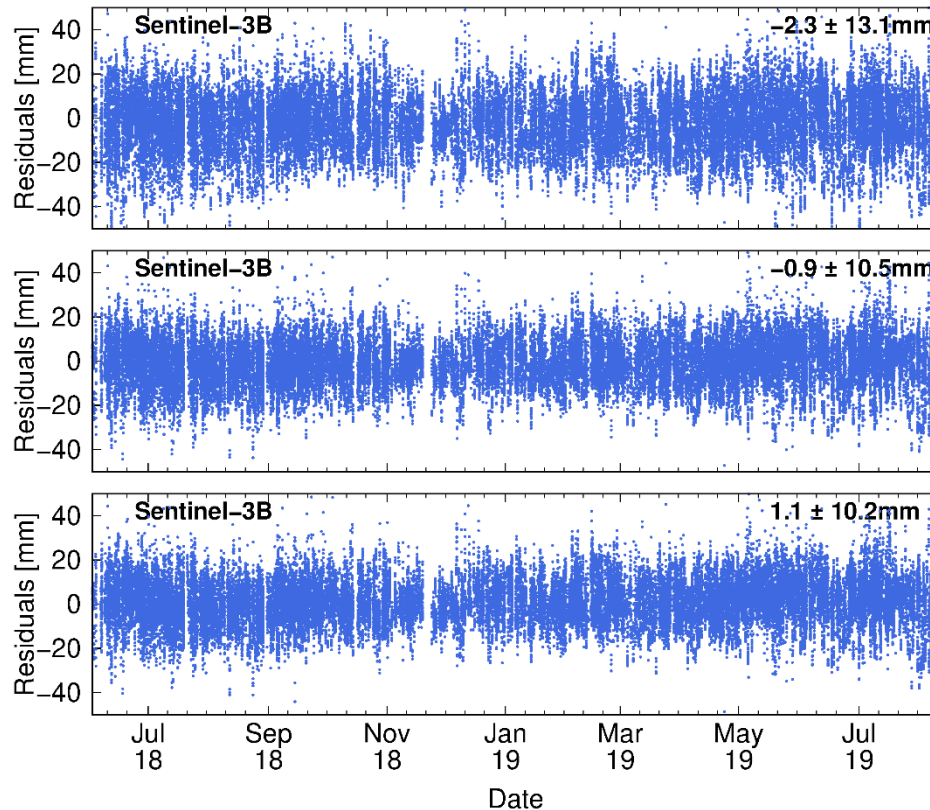 Sentinel−3B −2.3 ± 13.1mm
Residuals [mm]
40
20
0
−20
−40
Sentinel−3B −0.9 ± 10.5mm
Residuals [mm]
40
20
0
−20
−40
Sentinel−3B 1.1 ± 10.2mm
Residuals [mm]
40
20
0
−20
−40
Jul Sep Nov Jan Mar May Jul
18 18 18 19 19 19 19
Date